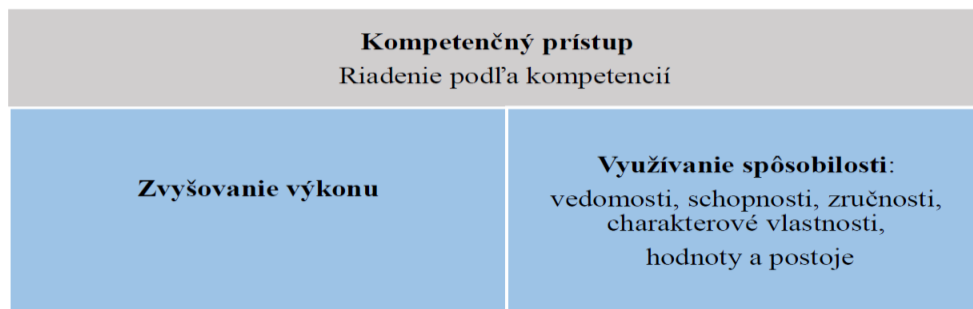 Kompetenčný prístup
Riadenie podľa kompetencií
Zvyšovanie výkonu
Využívanie spôsobilosti:
vedomosti, schopnosti, zručnosti,
charakterové vlastnosti,
hodnoty a postoje